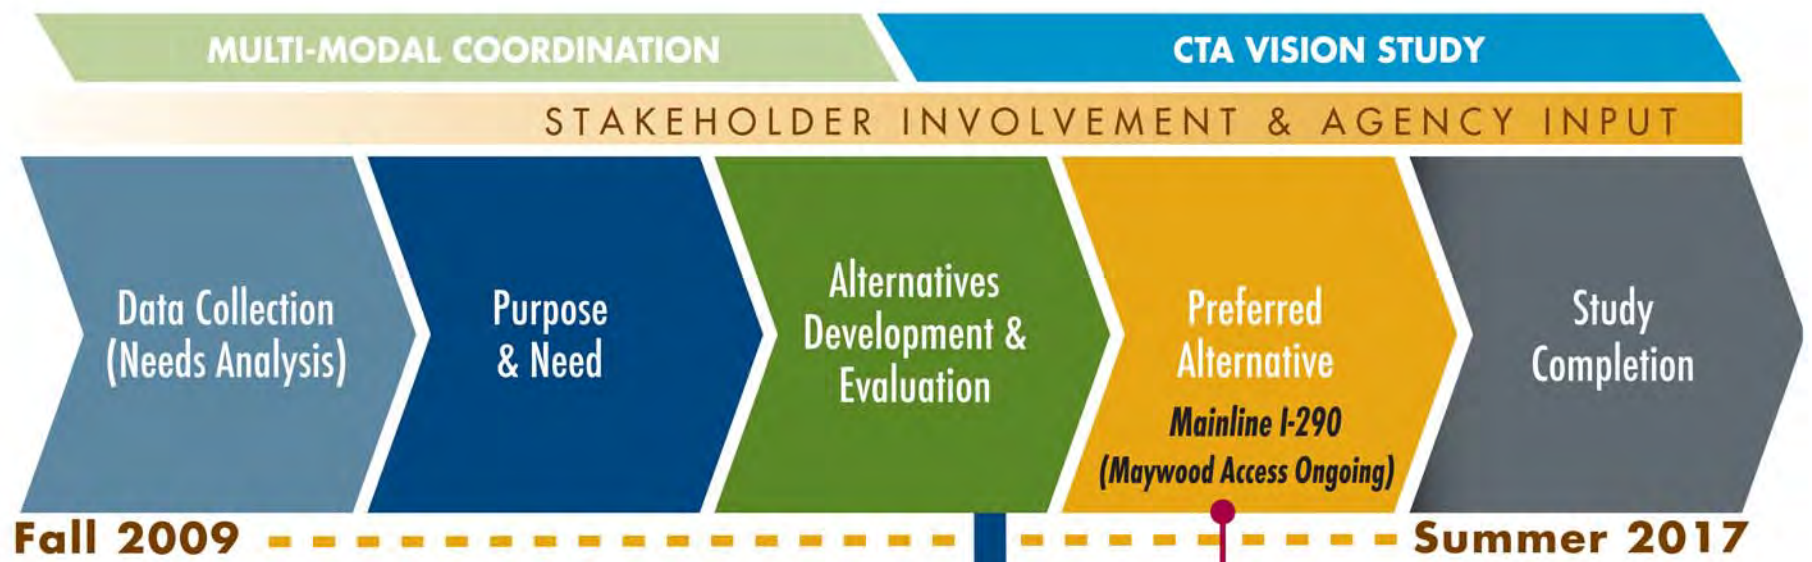 MULTI-MODAL COORDINATION
CTA VISION STUDY
STAKEHOLDER INVOLVEMENT & AGENCY INPUT
Data Collection
(Needs Analysis)
Purpose
& Need
Alternatives
Development &
Evaluation
Preferred
Alternative
Mainline I-290
(Maywood Access Ongoing)
Study
Completion
Fall 2009
Summer 2017